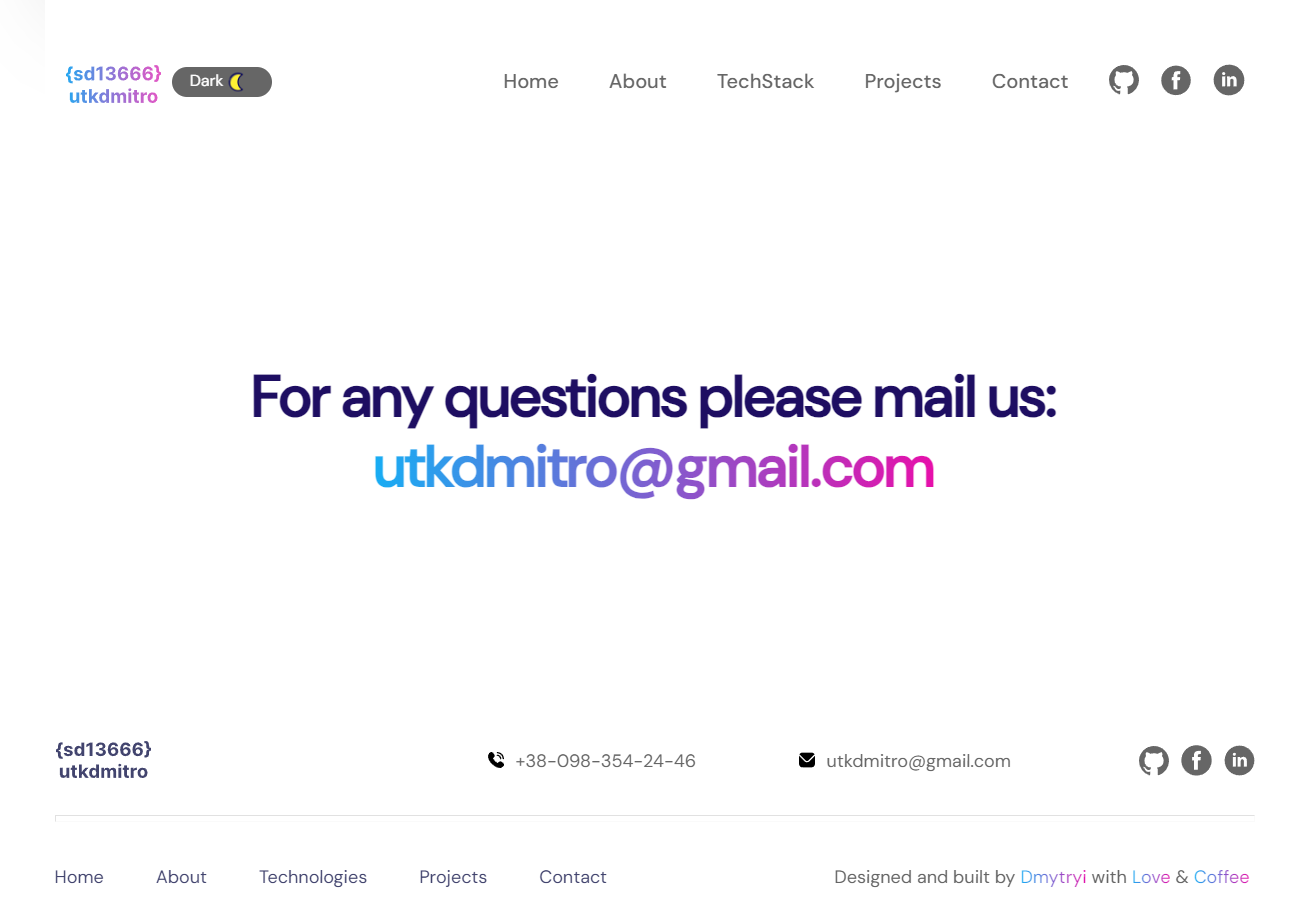 {sd13666}
utkdmitro
Dark
Home About TechStack Projects Contact
For any questions please mail us:
utkdmitro@gmail.com
{sd13666}
utkdmitro
+38-098-354-24-46 utkdmitro@gmail.com
Home About Technologies Projects Contact Designed and built by Dmytryi with Love & Coffee